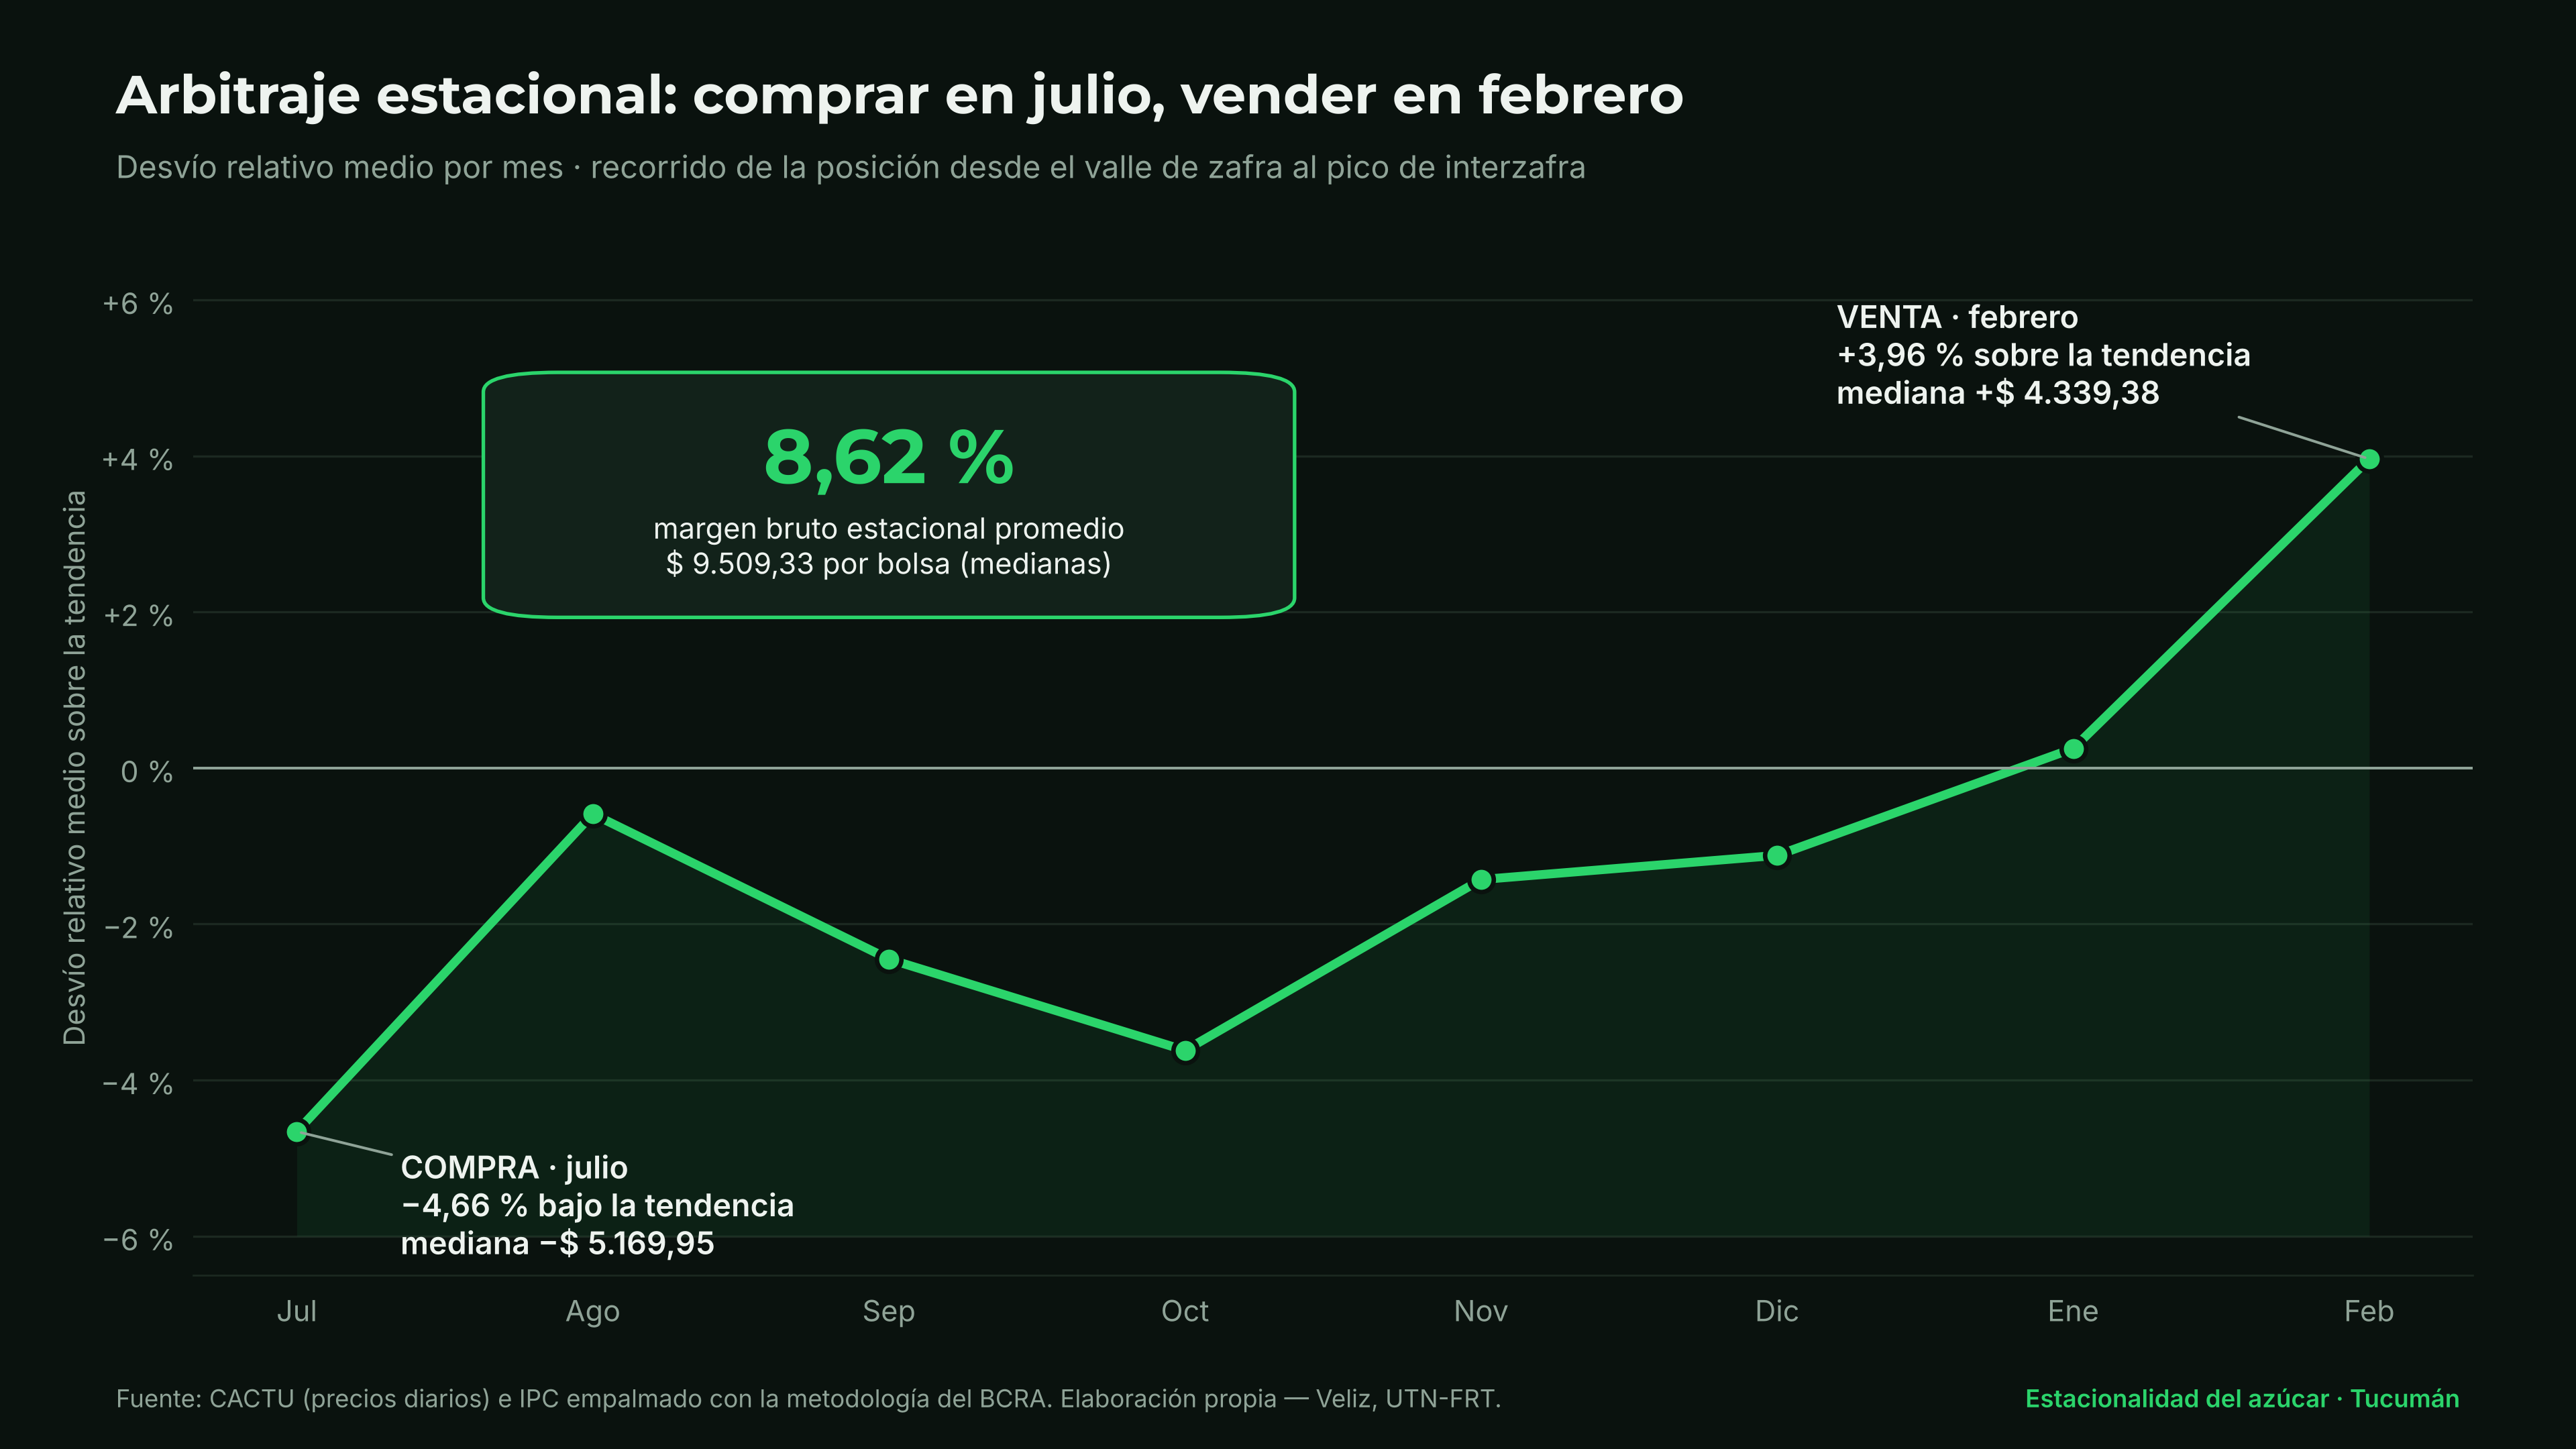 Arbitraje estacional: comprar en julio, vender en febrero
Desvío relativo medio por mes · recorrido de la posición desde el valle de zafra al pico de interzafra
Desvío relativo medio sobre la tendencia
+6 %
+4 %
+2 %
0 %
−2 %
−4 %
−6 %
8,62 %
margen bruto estacional promedio
$ 9.509,33 por bolsa (medianas)
VENTA · febrero
+3,96 % sobre la tendencia
mediana +$ 4.339,38
COMPRA · julio
−4,66 % bajo la tendencia
mediana −$ 5.169,95
Jul
Ago
Sep
Oct
Nov
Dic
Ene
Feb
Fuente: CACTU (precios diarios) e IPC empalmado con la metodología del BCRA. Elaboración propia — Veliz, UTN-FRT.
Estacionalidad del azúcar · Tucumán